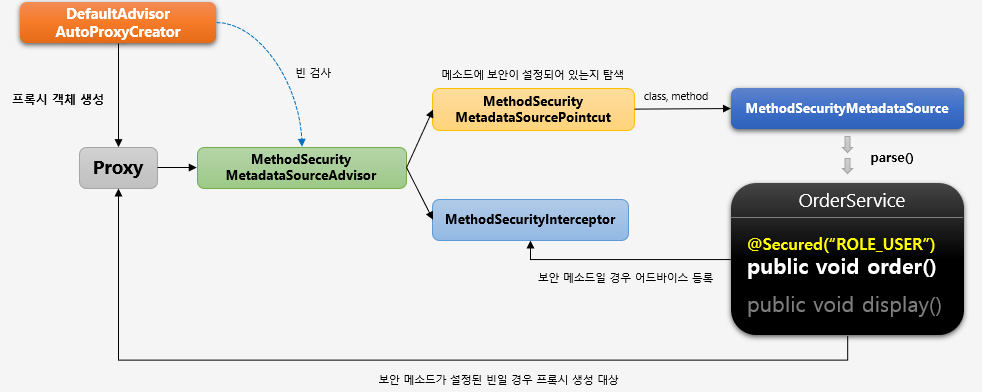 DefaultAdvisor
AutoProxyCreator
빈 검사
프록시 객체 생성
메소드에 보안이 설정되어 있는지 탐색
MethodSecurity
MetadataSourcePointcut
class, method
MethodSecurityMetadataSource
parse()
Proxy
MethodSecurity
MetadataSourceAdvisor
MethodSecurityInterceptor
OrderService
@Secured(“ROLE_USER”)
public void order()
public void display()
보안 메소드일 경우 어드바이스 등록
보안 메소드가 설정된 빈일 경우 프록시 생성 대상